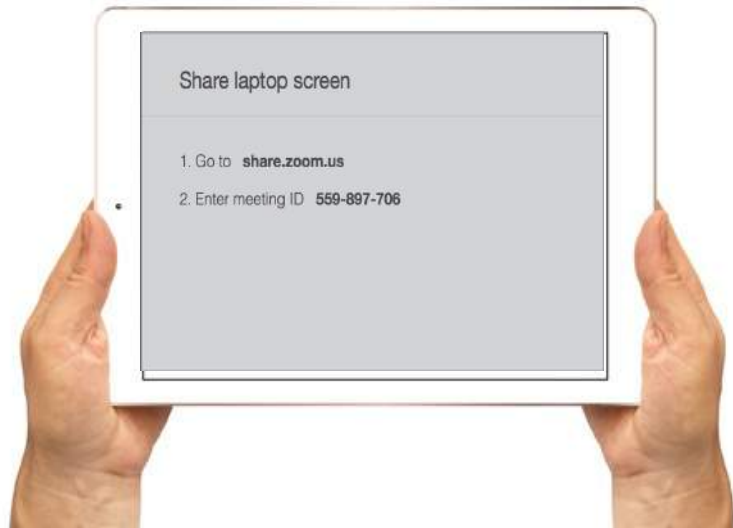 Share laptop screen
1. Go to share.zoom.us
2. Enter meeting ID 559-897-706